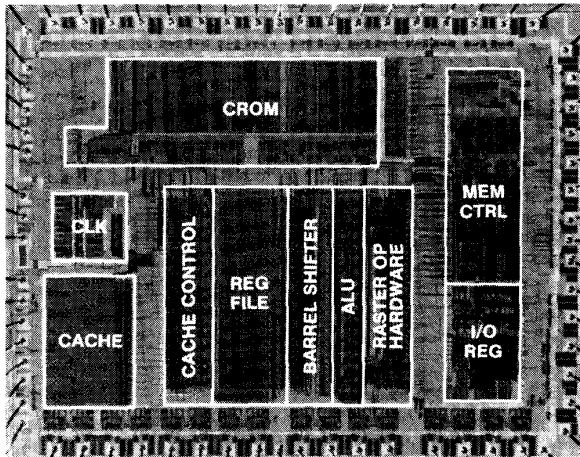 CROM
MEM
CTRL
CLK
CACHE CONTROL
REG
FILE
BARREL SHIFTER
ALU
RASTER OP
HARDWARE
CACHE
I/O
REG